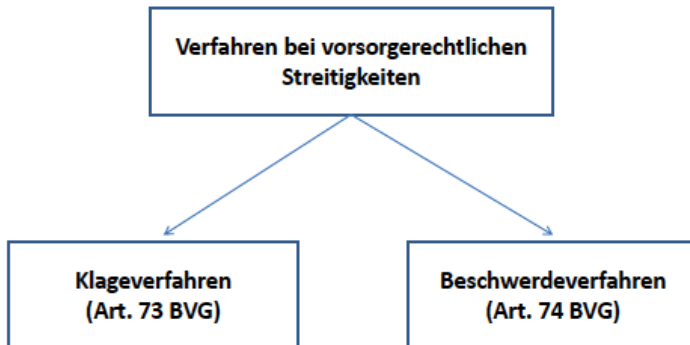 Verfahren bei vorsorgerechtlichen
Streitigkeiten
Klageverfahren
(Art. 73 BVG)
Beschwerdeverfahren
(Art. 74 BVG)